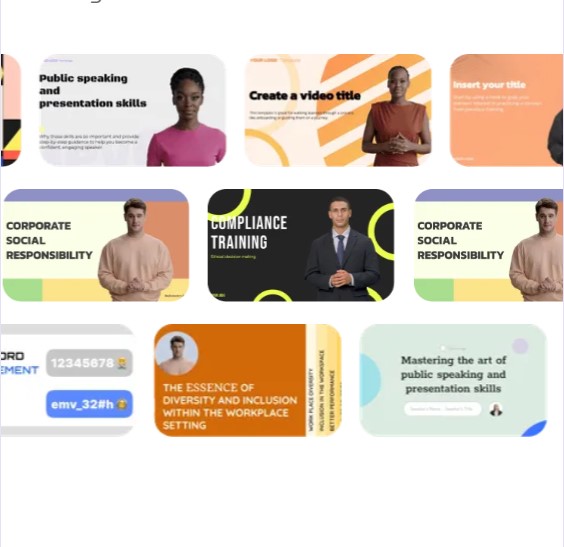 Public speaking
and
presentation skills
Why those skills are so important and provide
step-by-step guidance to help you become a
confident, engaging speaker.
YOUR LOGO
Create a video title
Insert your title
CORPORATE
SOCIAL
RESPONSIBILITY
COMPLIANCE
TRAINING
Ethical decision-making
CORPORATE
SOCIAL
RESPONSIBILITY
ORD
EMENT
12345678
emv_32#h
THE ESSENCE OF
DIVERSITY AND INCLUSION
WITHIN THE WORKPLACE
SETTING
WORK PLACE DIVERSITY
INCLUSION IN THE WORKSPACE
BETTER PERFORMANCE
Mastering the art of
public speaking and
presentation skills